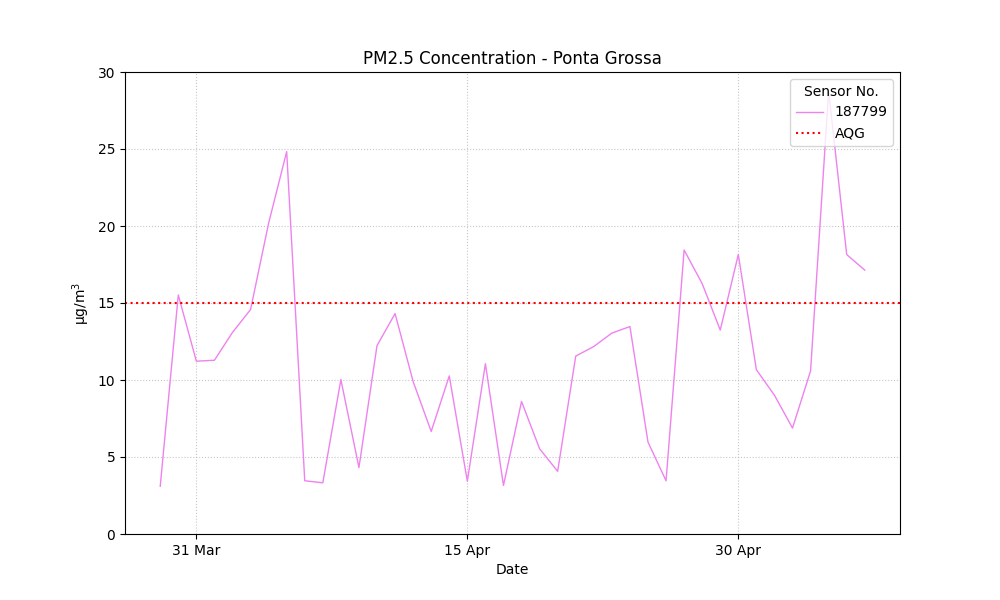 PM2.5 Concentration - Ponta Grossa
Sensor No.
187799
AQG
30
25
20
15
10
5
0
µg/m³
31 Mar
15 Apr
30 Apr
Date